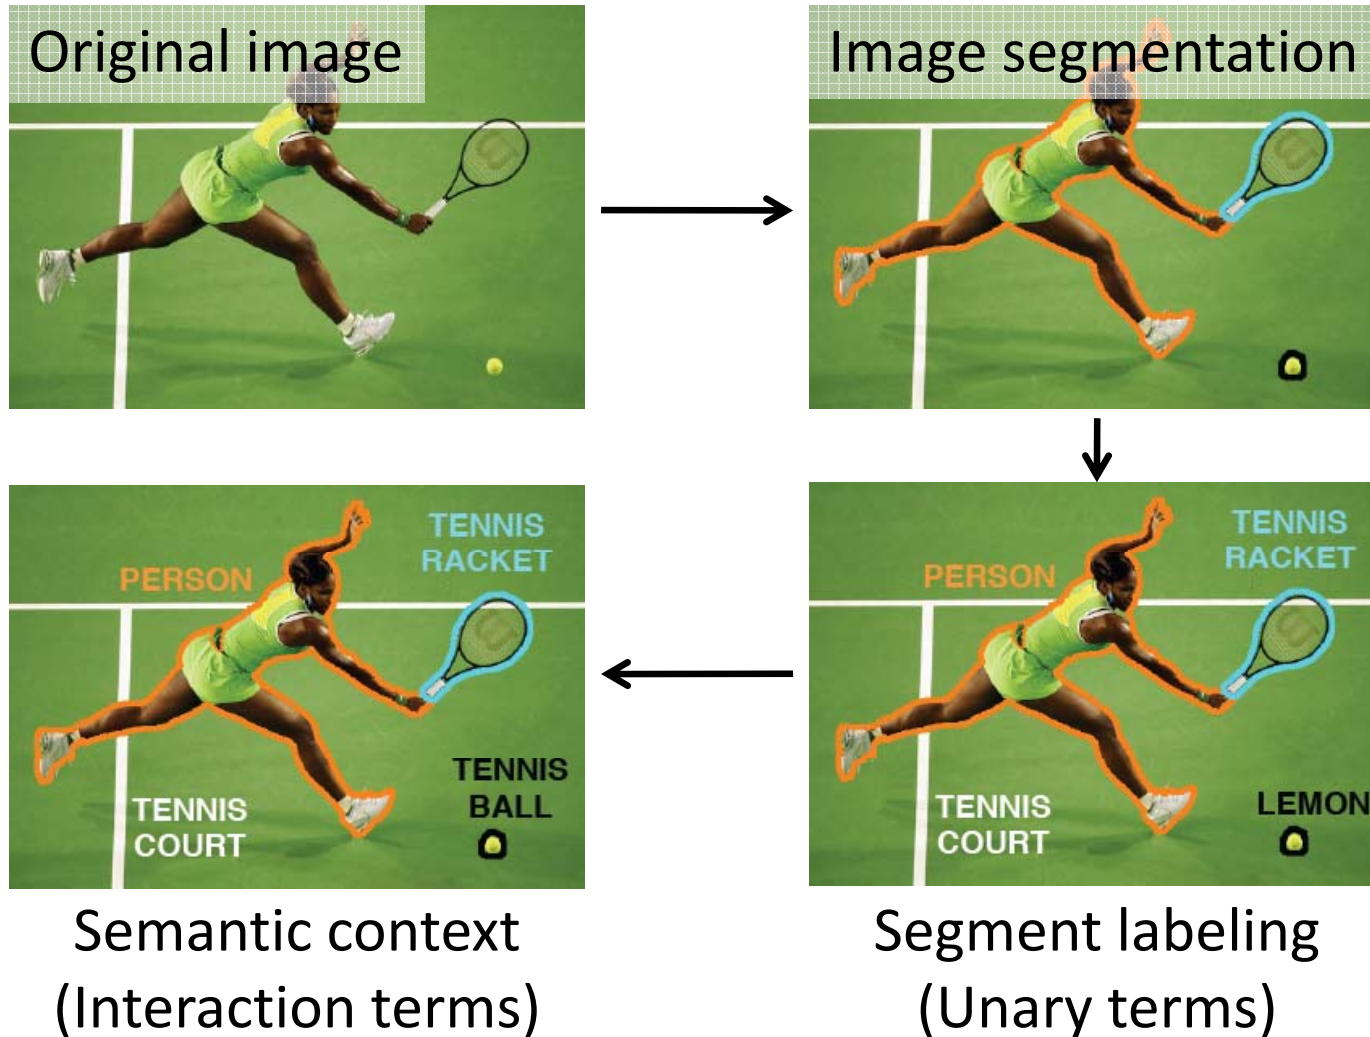 Original image
Image segmentation
TENNIS
RACKET
PERSON
TENNIS
BALL
TENNIS
COURT
TENNIS
RACKET
PERSON
TENNIS
COURT
LEMON
Semantic context
(Interaction terms)
Segment labeling
(Unary terms)